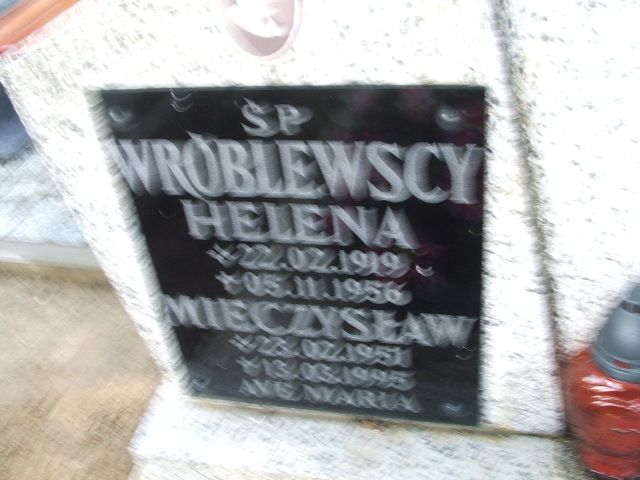 ŚP
WRÓBLEWSCY
HELENA
* 22.02.1919
+ 05.11.1956
MIECZYSŁAW
* 23.02.1951
+ 13.03.1995
AVE MARIA